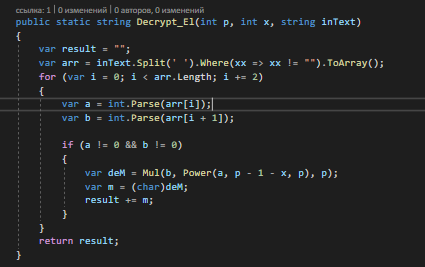 ссылка: 1 | 0 изменений | 0 авторов, 0 изменений
public static string Decrypt_El(int p, int x, string inText)
{
    var result = "";
    var arr = inText.Split(' ').Where(xx => xx != "").ToArray();
    for (var i = 0; i < arr.Length; i += 2)
    {
        var a = int.Parse(arr[i]);
        var b = int.Parse(arr[i + 1]);

        if (a != 0 && b != 0)
        {
            var deM = Mul(b, Power(a, p - 1 - x, p), p);
            var m = (char)deM;
            result += m;
        }
    }
    return result;
}